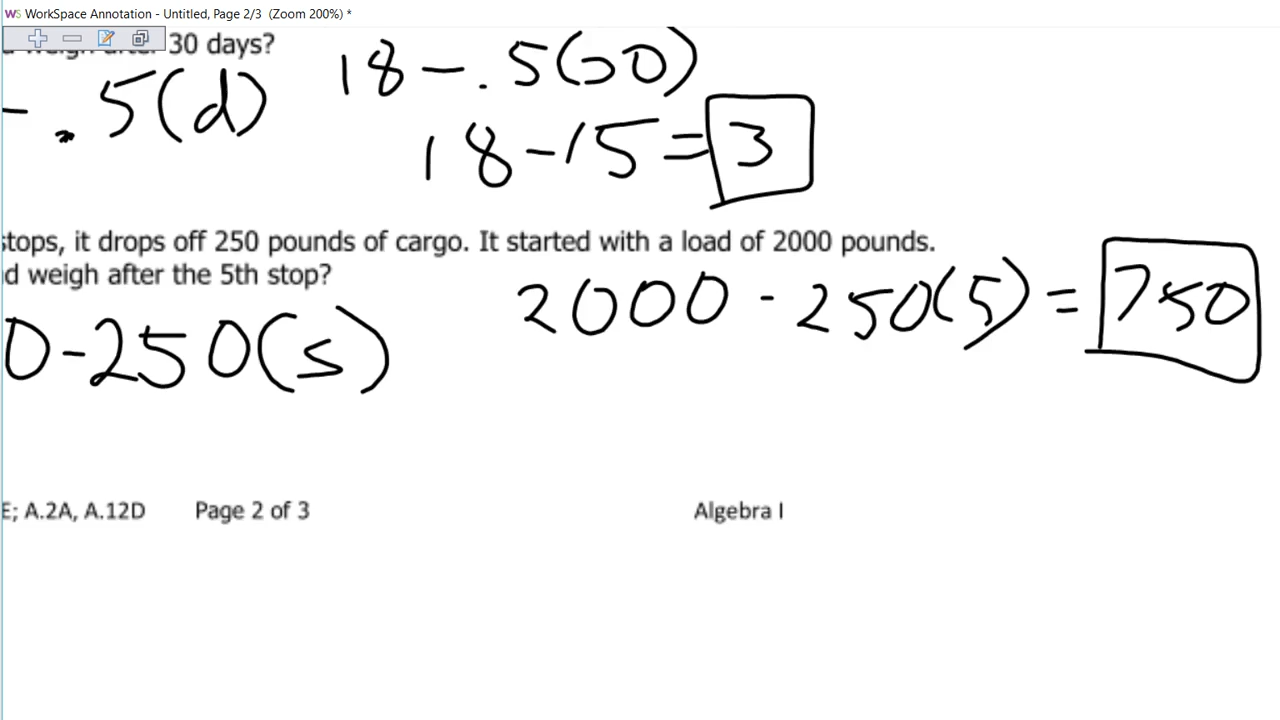 WorkSpace Annotation - Untitled, Page 2/3 (Zoom 200%) *
30 days?
- .5(d)
18 - .5(30)
18 - 15 = 3
stops, it drops off 250 pounds of cargo. It started with a load of 2000 pounds.
d weigh after the 5th stop?
2000 - 250(5) = 750
0 - 250(s)
E; A.2A, A.12D Page 2 of 3 Algebra I